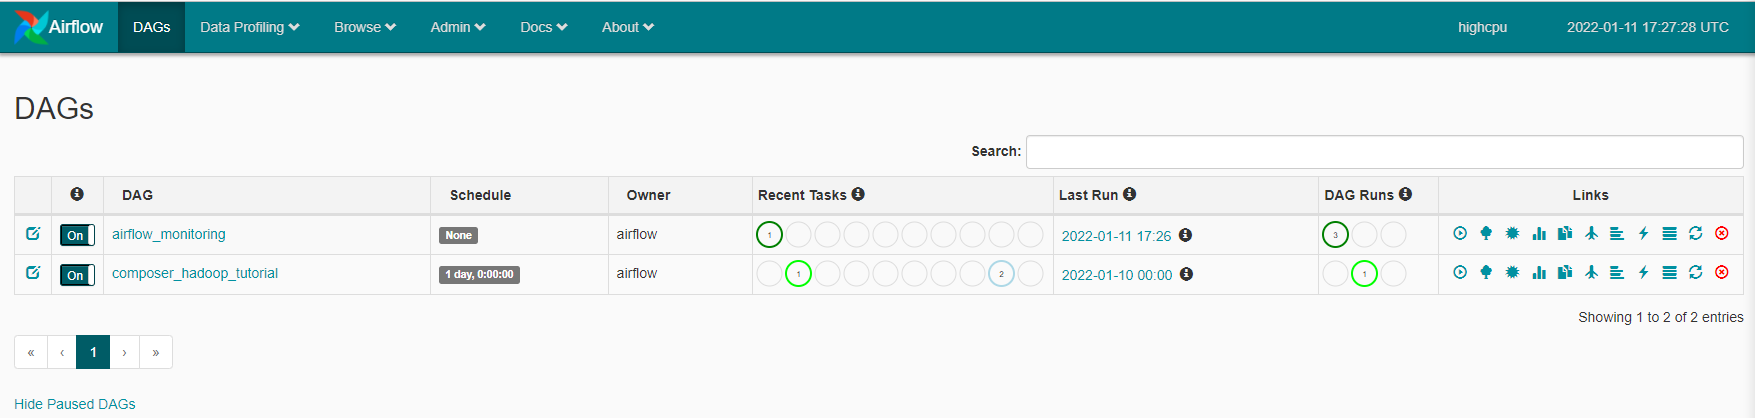 Airflow DAGs Data Profiling Browse Admin Docs About highcpu 2022-01-11 17:27:28 UTC
DAGs
Search:
DAG Schedule Owner Recent Tasks Last Run DAG Runs Links
On airflow_monitoring None airflow 1 2022-01-11 17:26 3
On composer_hadoop_tutorial 1 day, 0:00:00 airflow 1 2 2022-01-10 00:00 1
Showing 1 to 2 of 2 entries
« ‹ 1 › »
Hide Paused DAGs